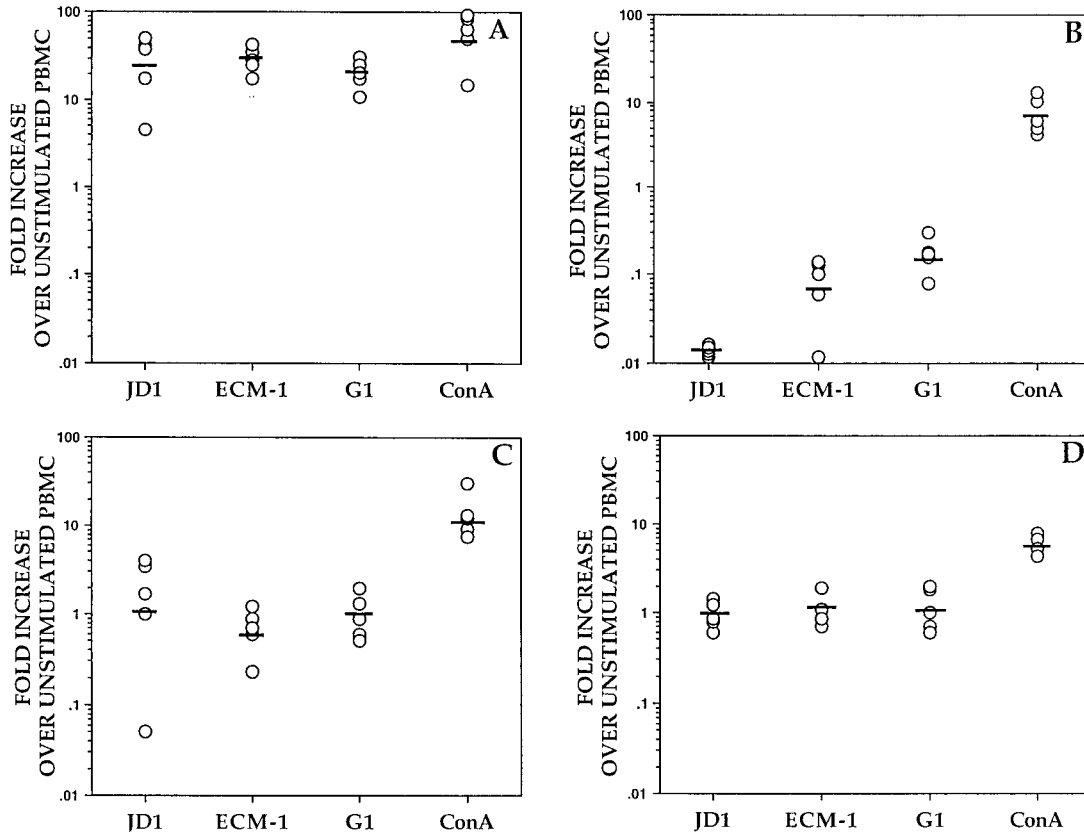 A
FOLD INCREASE
OVER UNSTIMULATED PBMC
100
10
1
.1
.01
JD1 ECM-1 G1 ConA
B
FOLD INCREASE
OVER UNSTIMULATED PBMC
100
10
1
.1
.01
JD1 ECM-1 G1 ConA
C
FOLD INCREASE
OVER UNSTIMULATED PBMC
100
10
1
.1
.01
JD1 ECM-1 G1 ConA
D
FOLD INCREASE
OVER UNSTIMULATED PBMC
100
10
1
.1
.01
JD1 ECM-1 G1 ConA